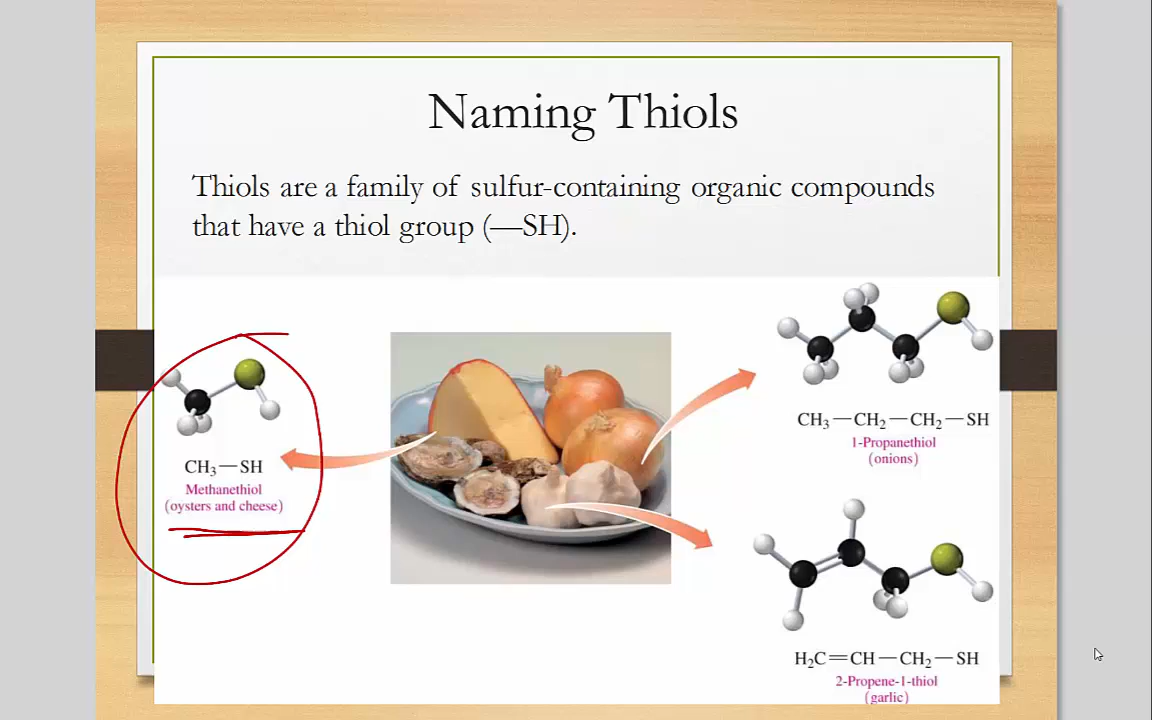 Naming Thiols
Thiols are a family of sulfur-containing organic compounds
that have a thiol group (—SH).
CH₃—SH
Methanethiol
(oysters and cheese)
CH₃—CH₂—CH₂—SH
1-Propanethiol
(onions)
H₂C=CH—CH₂—SH
2-Propene-1-thiol
(garlic)